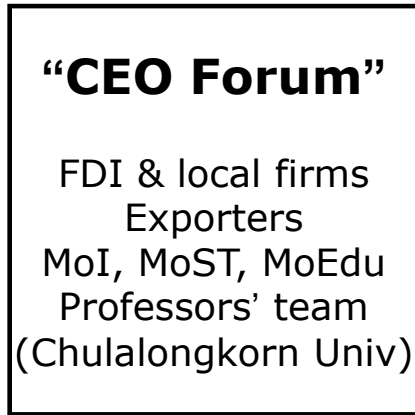 “CEO Forum”
FDI & local firms
Exporters
MoI, MoST, MoEdu
Professors’ team
(Chulalongkorn Univ)